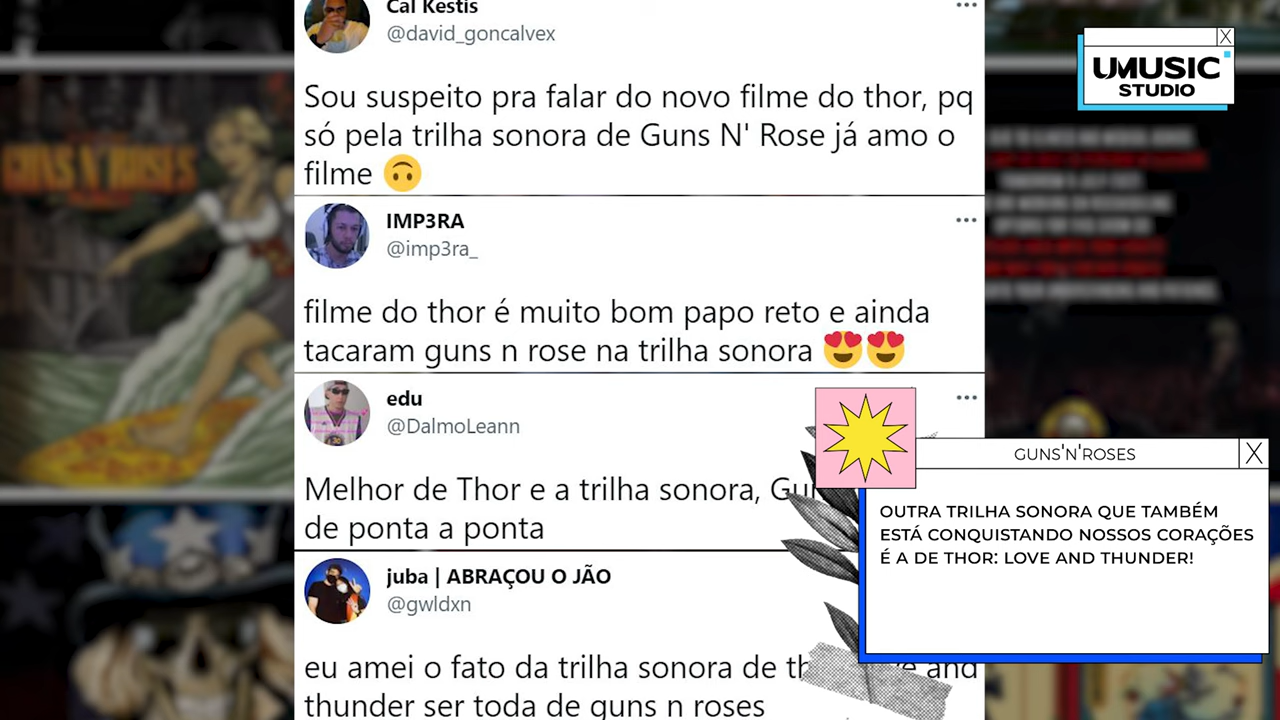 Cal Kestis
@david_goncalvex
Sou suspeito pra falar do novo filme do thor, pq
só pela trilha sonora de Guns N' Rose já amo o
filme 🙃
IMP3RA
@imp3ra_
filme do thor é muito bom papo reto e ainda
tacaram guns n rose na trilha sonora 😍😍
edu
@DalmoLeann
Melhor de Thor e a trilha sonora,
de ponta a ponta
juba | ABRAÇOU O JÃO
@gwldxn
eu amei o fato da trilha sonora de and
thunder ser toda de guns n roses
X
UMUSIC
STUDIO
GUNS N' ROSES
GUNS'N'ROSES
X
OUTRA TRILHA SONORA QUE TAMBÉM
ESTÁ CONQUISTANDO NOSSOS CORAÇÕES
É A DE THOR: LOVE AND THUNDER!